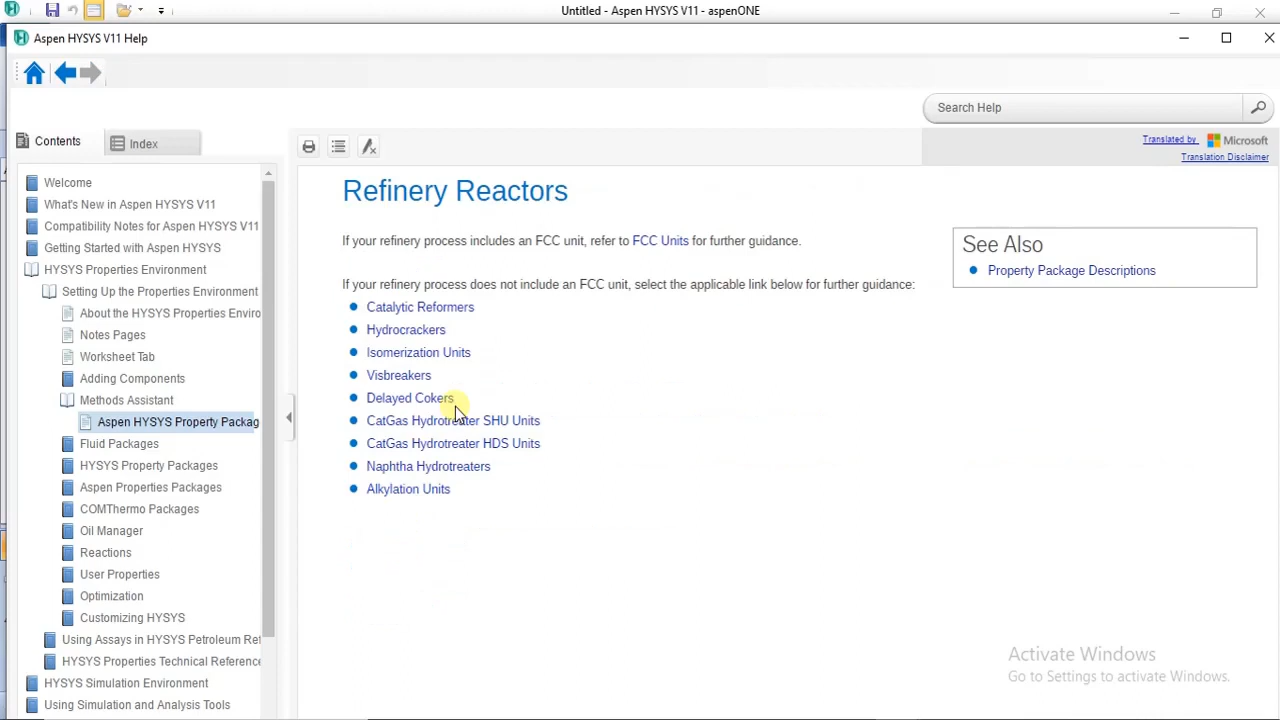 Untitled - Aspen HYSYS V11 - aspenONE
Aspen HYSYS V11 Help
Search Help
Contents
Index
Translated by Microsoft
Translation Disclaimer
Welcome
What's New in Aspen HYSYS V11
Compatibility Notes for Aspen HYSYS V11
Getting Started with Aspen HYSYS
HYSYS Properties Environment
Setting Up the Properties Environment
About the HYSYS Properties Enviro
Notes Pages
Worksheet Tab
Adding Components
Methods Assistant
Aspen HYSYS Property Packag
Fluid Packages
HYSYS Property Packages
Aspen Properties Packages
COMThermo Packages
Oil Manager
Reactions
User Properties
Optimization
Customizing HYSYS
Using Assays in HYSYS Petroleum Ref
HYSYS Properties Technical Reference
HYSYS Simulation Environment
Using Simulation and Analysis Tools
Refinery Reactors
If your refinery process includes an FCC unit, refer to FCC Units for further guidance.
If your refinery process does not include an FCC unit, select the applicable link below for further guidance:
Catalytic Reformers
Hydrocrackers
Isomerization Units
Visbreakers
Delayed Cokers
CatGas Hydrotreater SHU Units
CatGas Hydrotreater HDS Units
Naphtha Hydrotreaters
Alkylation Units
See Also
Property Package Descriptions
Activate Windows
Go to Settings to activate Windows.